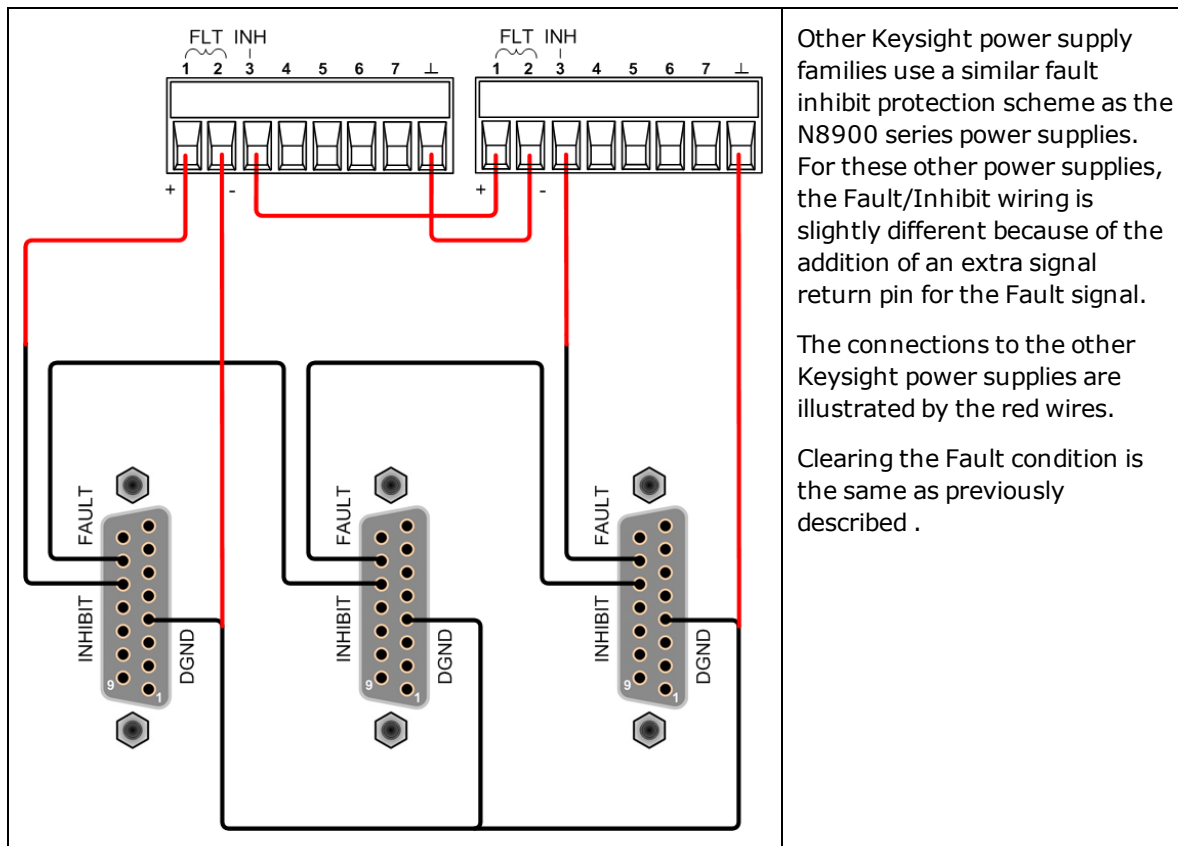 FLT INH
1 2 3 4 5 6 7 ⊥
+ -
FLT INH
1 2 3 4 5 6 7 ⊥
+ -
FAULT
INHIBIT
DGND
9
1
FAULT
INHIBIT
DGND
9
1
FAULT
INHIBIT
DGND
9
1
Other Keysight power supply
families use a similar fault
inhibit protection scheme as the
N8900 series power supplies.
For these other power supplies,
the Fault/Inhibit wiring is
slightly different because of the
addition of an extra signal
return pin for the Fault signal.
The connections to the other
Keysight power supplies are
illustrated by the red wires.
Clearing the Fault condition is
the same as previously
described .